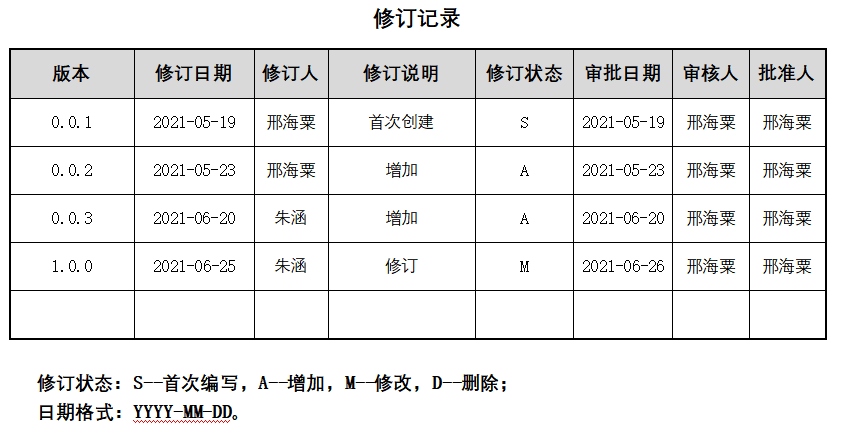 修订记录
版本 修订日期 修订人 修订说明 修订状态 审批日期 审核人 批准人
0.0.1 2021-05-19 邢海粟 首次创建 S 2021-05-19 邢海粟 邢海粟
0.0.2 2021-05-23 邢海粟 增加 A 2021-05-23 邢海粟 邢海粟
0.0.3 2021-06-20 朱涵 增加 A 2021-06-20 邢海粟 邢海粟
1.0.0 2021-06-25 朱涵 修订 M 2021-06-26 邢海粟 邢海粟
修订状态：S--首次编写，A--增加，M--修改，D--删除；
日期格式：YYYY-MM-DD。